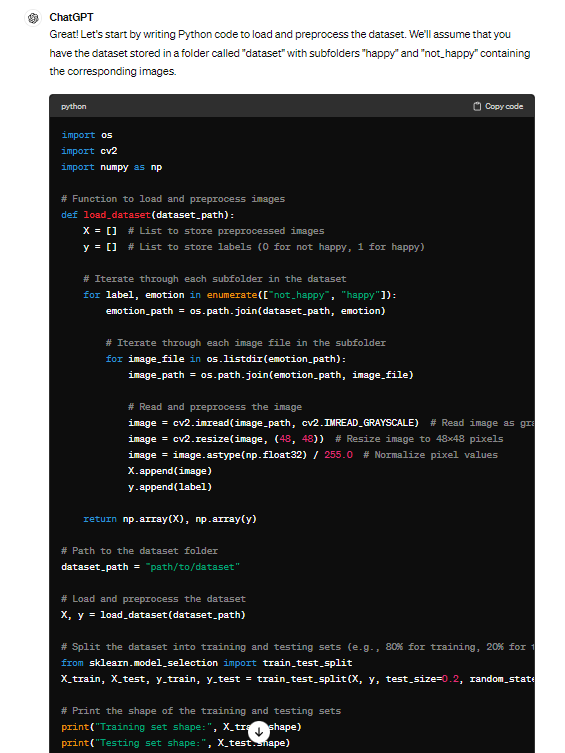 ChatGPT
Great! Let's start by writing Python code to load and preprocess the dataset. We'll assume that you
have the dataset stored in a folder called "dataset" with subfolders "happy" and "not_happy" containing
the corresponding images.
python Copy code
import os
import cv2
import numpy as np
# Function to load and preprocess images
def load_dataset(dataset_path):
    X = []  # List to store preprocessed images
    y = []  # List to store labels (0 for not happy, 1 for happy)
    # Iterate through each subfolder in the dataset
    for label, emotion in enumerate(["not_happy", "happy"]):
        emotion_path = os.path.join(dataset_path, emotion)
        # Iterate through each image file in the subfolder
        for image_file in os.listdir(emotion_path):
            image_path = os.path.join(emotion_path, image_file)
            # Read and preprocess the image
            image = cv2.imread(image_path, cv2.IMREAD_GRAYSCALE)  # Read image as gra
            image = cv2.resize(image, (48, 48))  # Resize image to 48×48 pixels
            image = image.astype(np.float32) / 255.0  # Normalize pixel values
            X.append(image)
            y.append(label)
    return np.array(X), np.array(y)
# Path to the dataset folder
dataset_path = "path/to/dataset"
# Load and preprocess the dataset
X, y = load_dataset(dataset_path)
# Split the dataset into training and testing sets (e.g., 80% for training, 20% for
from sklearn.model_selection import train_test_split
X_train, X_test, y_train, y_test = train_test_split(X, y, test_size=0.2, random_state
# Print the shape of the training and testing sets
print("Training set shape:", X_tra shape)
print("Testing set shape:", X_test.shape)